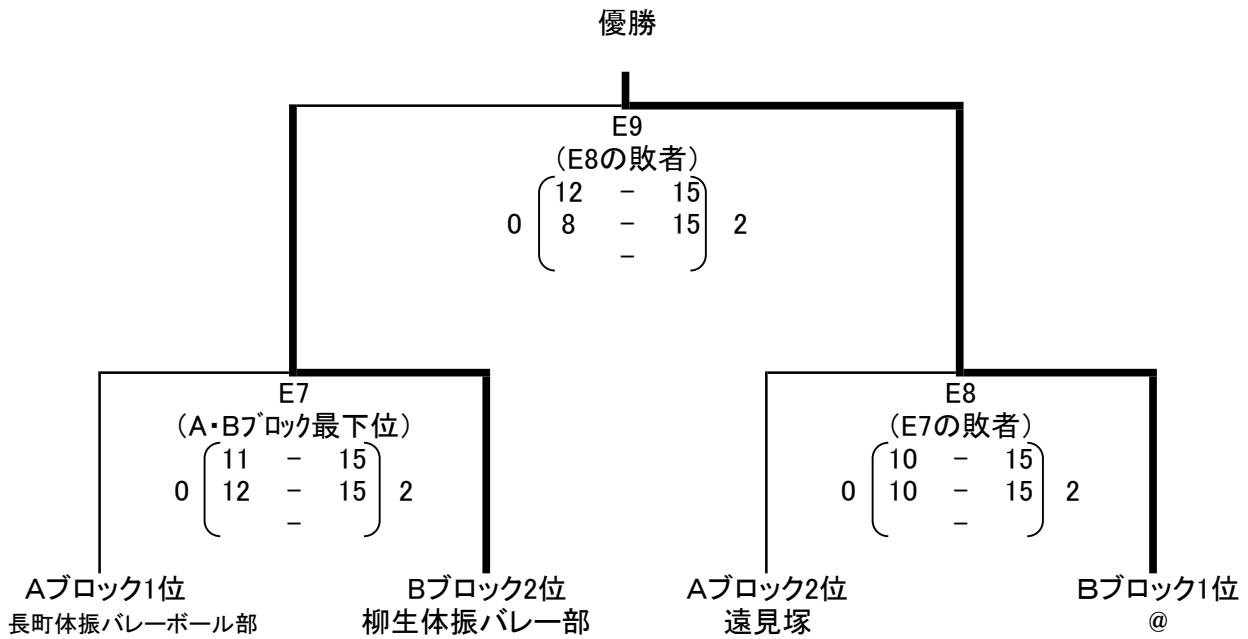 優勝
E9
(E8の敗者)
12 - 15
0 8 - 15 2
-
E7
(A・Bブロック最下位)
11 - 15
0 12 - 15 2
-
E8
(E7の敗者)
10 - 15
0 10 - 15 2
-
Aブロック1位
長町体振バレーボール部
Bブロック2位
柳生体振バレー部
Aブロック2位
遠見塚
Bブロック1位
@